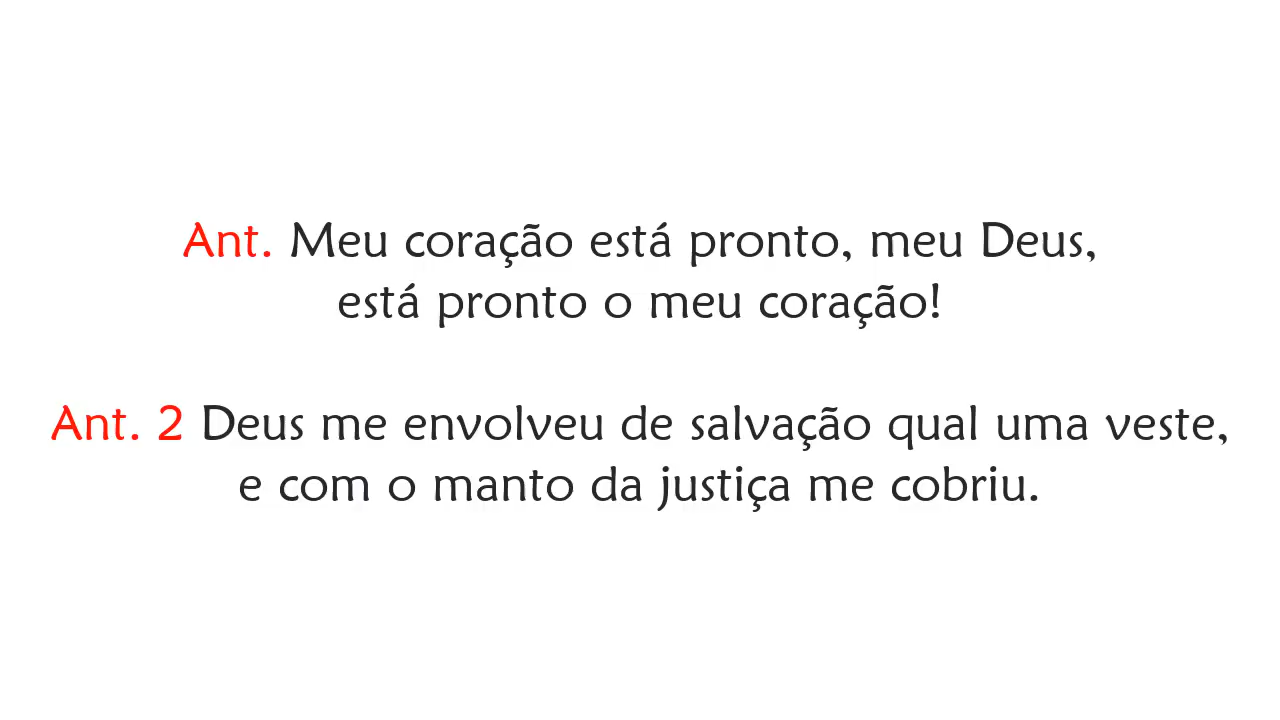 Ant. Meu coração está pronto, meu Deus,
está pronto o meu coração!
Ant. 2 Deus me envolveu de salvação qual uma veste,
e com o manto da justiça me cobriu.